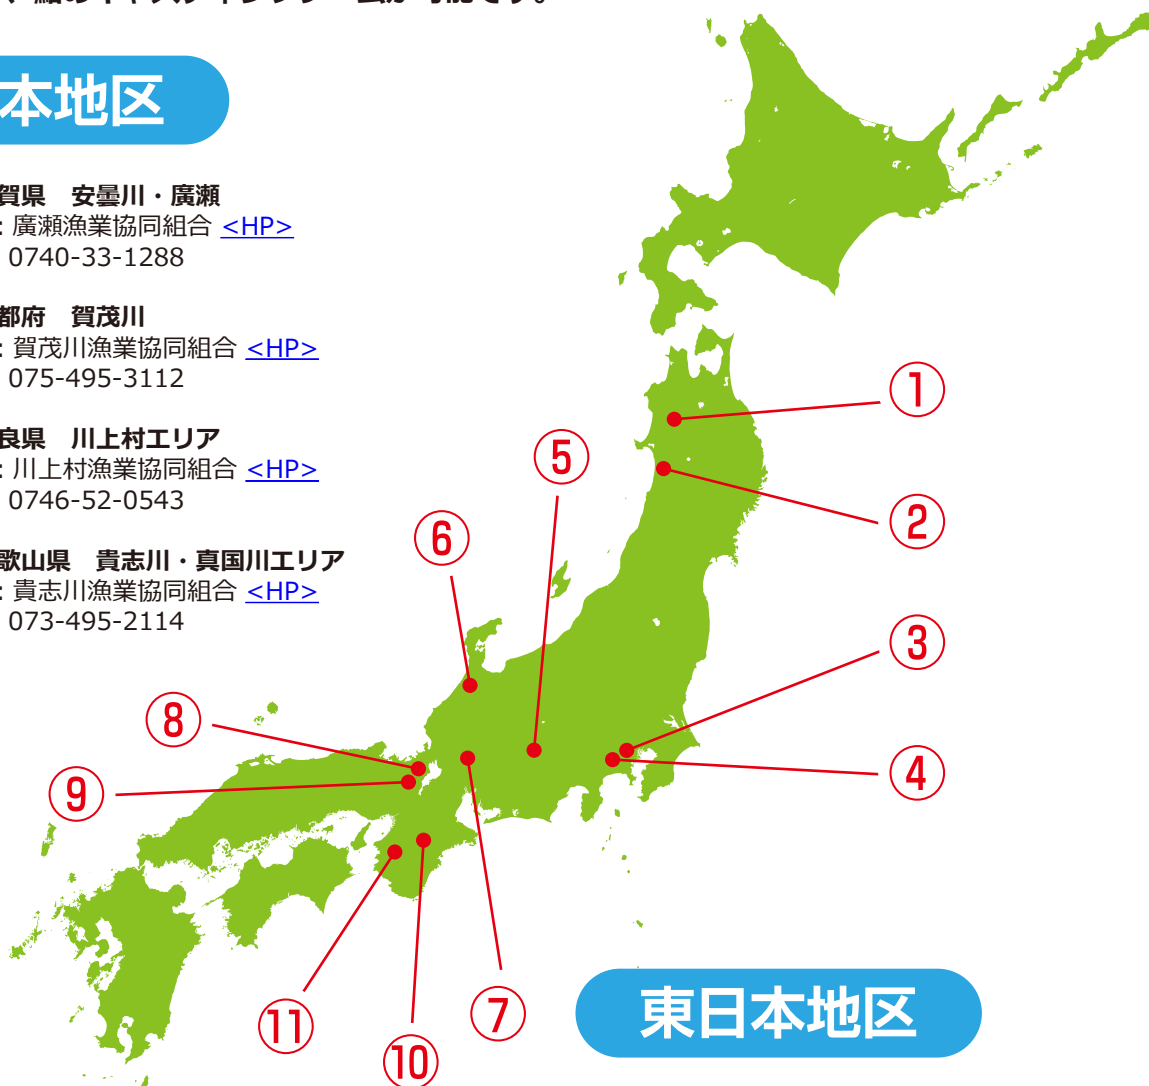 本地区
賀県　安曇川・廣瀬
: 廣瀬漁業協同組合 <HP>
0740-33-1288
都府　賀茂川
: 賀茂川漁業協同組合 <HP>
075-495-3112
良県　川上村エリア
: 川上村漁業協同組合 <HP>
0746-52-0543
歌山県　貴志川・真国川エリア
: 貴志川漁業協同組合 <HP>
073-495-2114
①
②
③
④
⑤
⑥
⑦
⑧
⑨
⑩
⑪
東日本地区